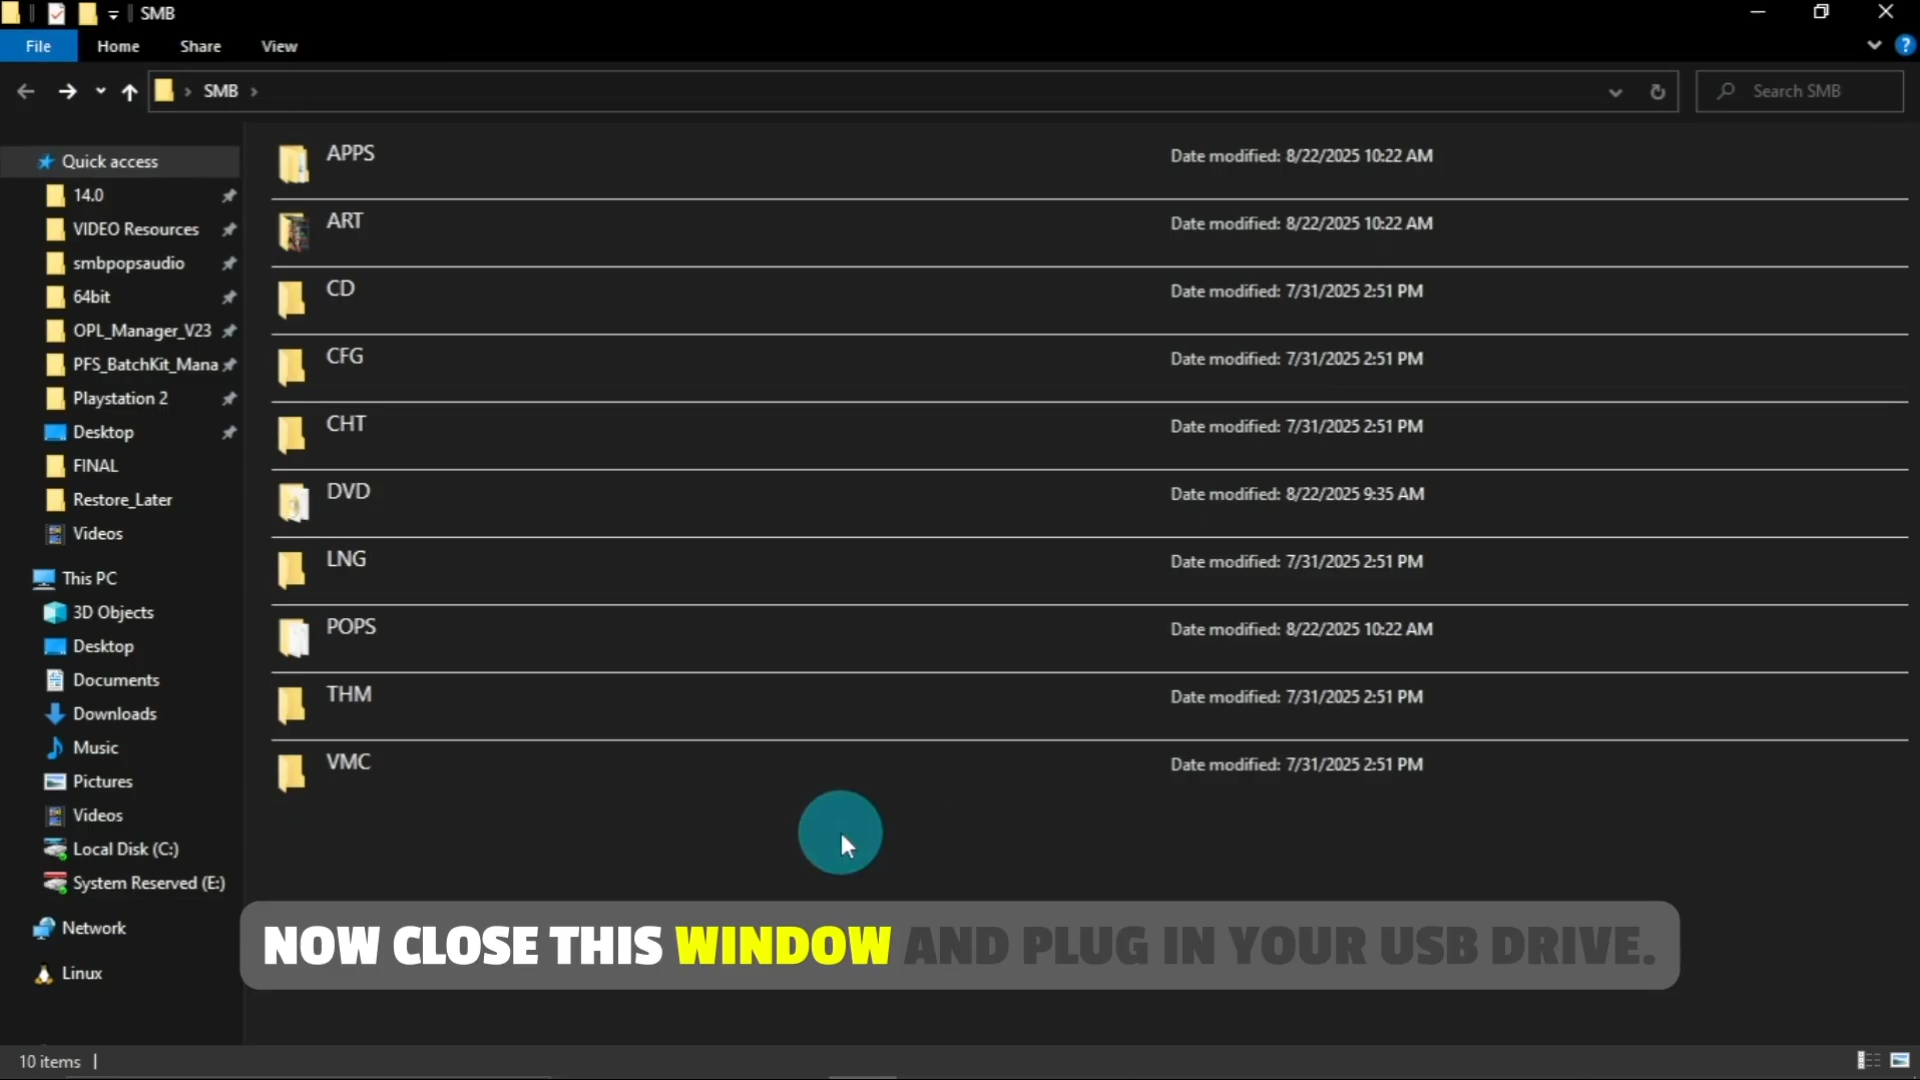 SMB
File Home Share View
SMB
Search SMB
Quick access
14.0
VIDEO Resources
smbpopsaudio
64bit
OPL_Manager_V23
PFS_BatchKit_Mana
Playstation 2
Desktop
FINAL
Restore_Later
Videos
This PC
3D Objects
Desktop
Documents
Downloads
Music
Pictures
Videos
Local Disk (C:)
System Reserved (E:)
Network
Linux
APPS Date modified: 8/22/2025 10:22 AM
ART Date modified: 8/22/2025 10:22 AM
CD Date modified: 7/31/2025 2:51 PM
CFG Date modified: 7/31/2025 2:51 PM
CHT Date modified: 7/31/2025 2:51 PM
DVD Date modified: 8/22/2025 9:35 AM
LNG Date modified: 7/31/2025 2:51 PM
POPS Date modified: 8/22/2025 10:22 AM
THM Date modified: 7/31/2025 2:51 PM
VMC Date modified: 7/31/2025 2:51 PM
NOW CLOSE THIS WINDOW AND PLUG IN YOUR USB DRIVE.
10 items